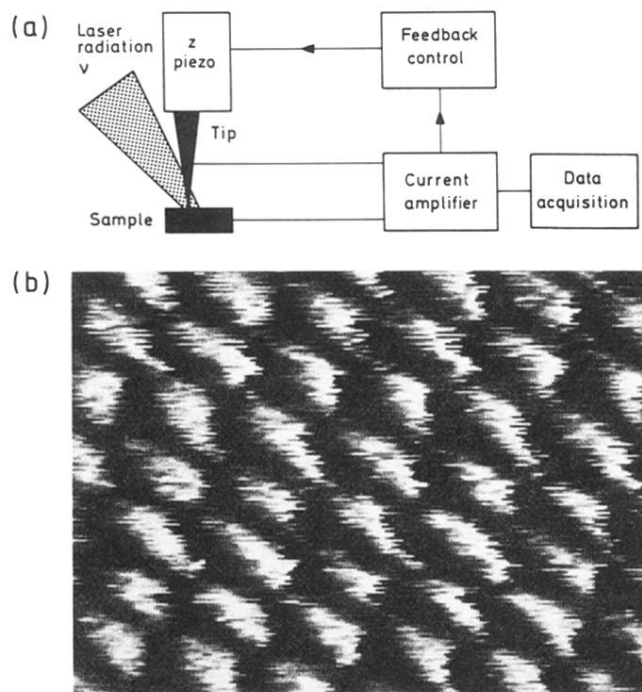 (a)
Laser
radiation
ν
z
piezo
Feedback
control
Tip
Sample
Current
amplifier
Data
acquisition
(b)